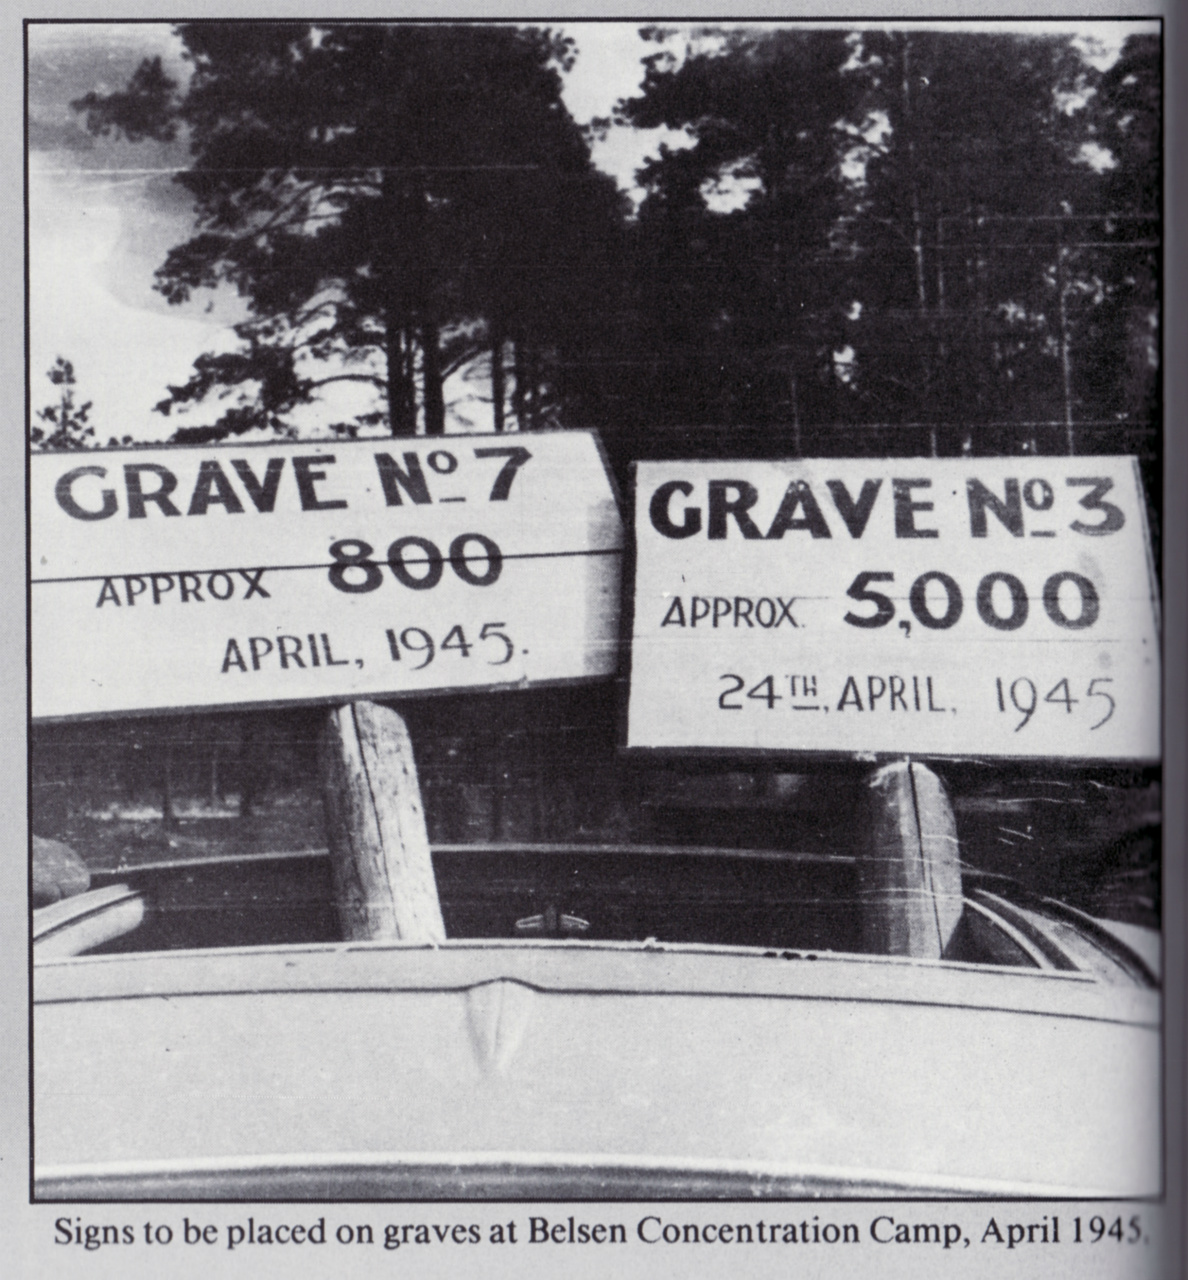 GRAVE Nº 7
APPROX 800
APRIL, 1945.
GRAVE Nº 3
APPROX. 5,000
24TH, APRIL, 1945
Signs to be placed on graves at Belsen Concentration Camp, April 1945.